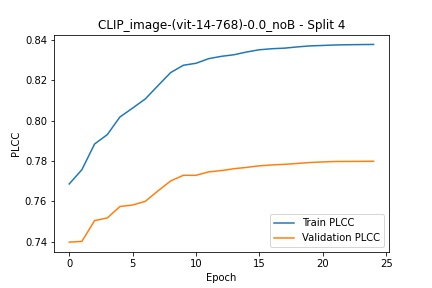 CLIP_image-(vit-14-768)-0.0_noB - Split 4
0.84
0.82
0.80
0.78
0.76
0.74
PLCC
0 5 10 15 20 25
Epoch
Train PLCC
Validation PLCC